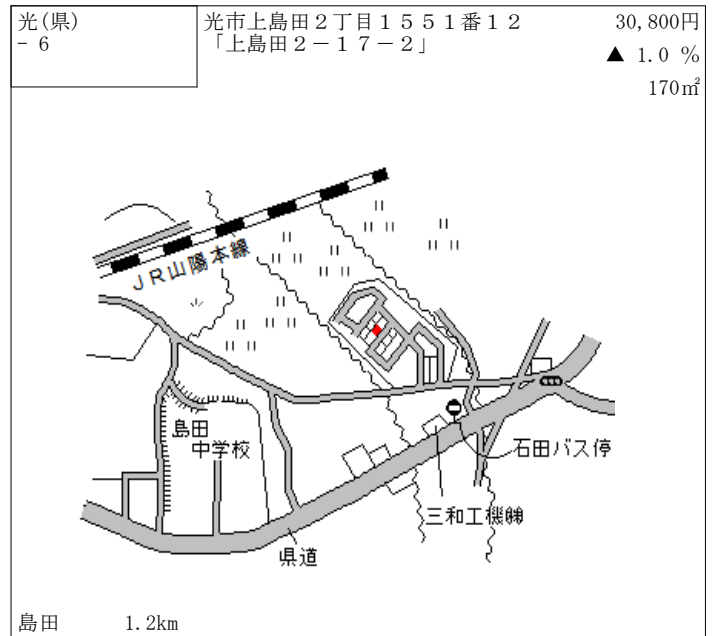 光(県)
- 6
光市上島田２丁目１５５１番１２
「上島田２－１７－２」
30,800円
▲ 1.0 %
170㎡
ＪＲ山陽本線
島田
中学校
石田バス停
三和工機㈱
県道
島田 1.2km